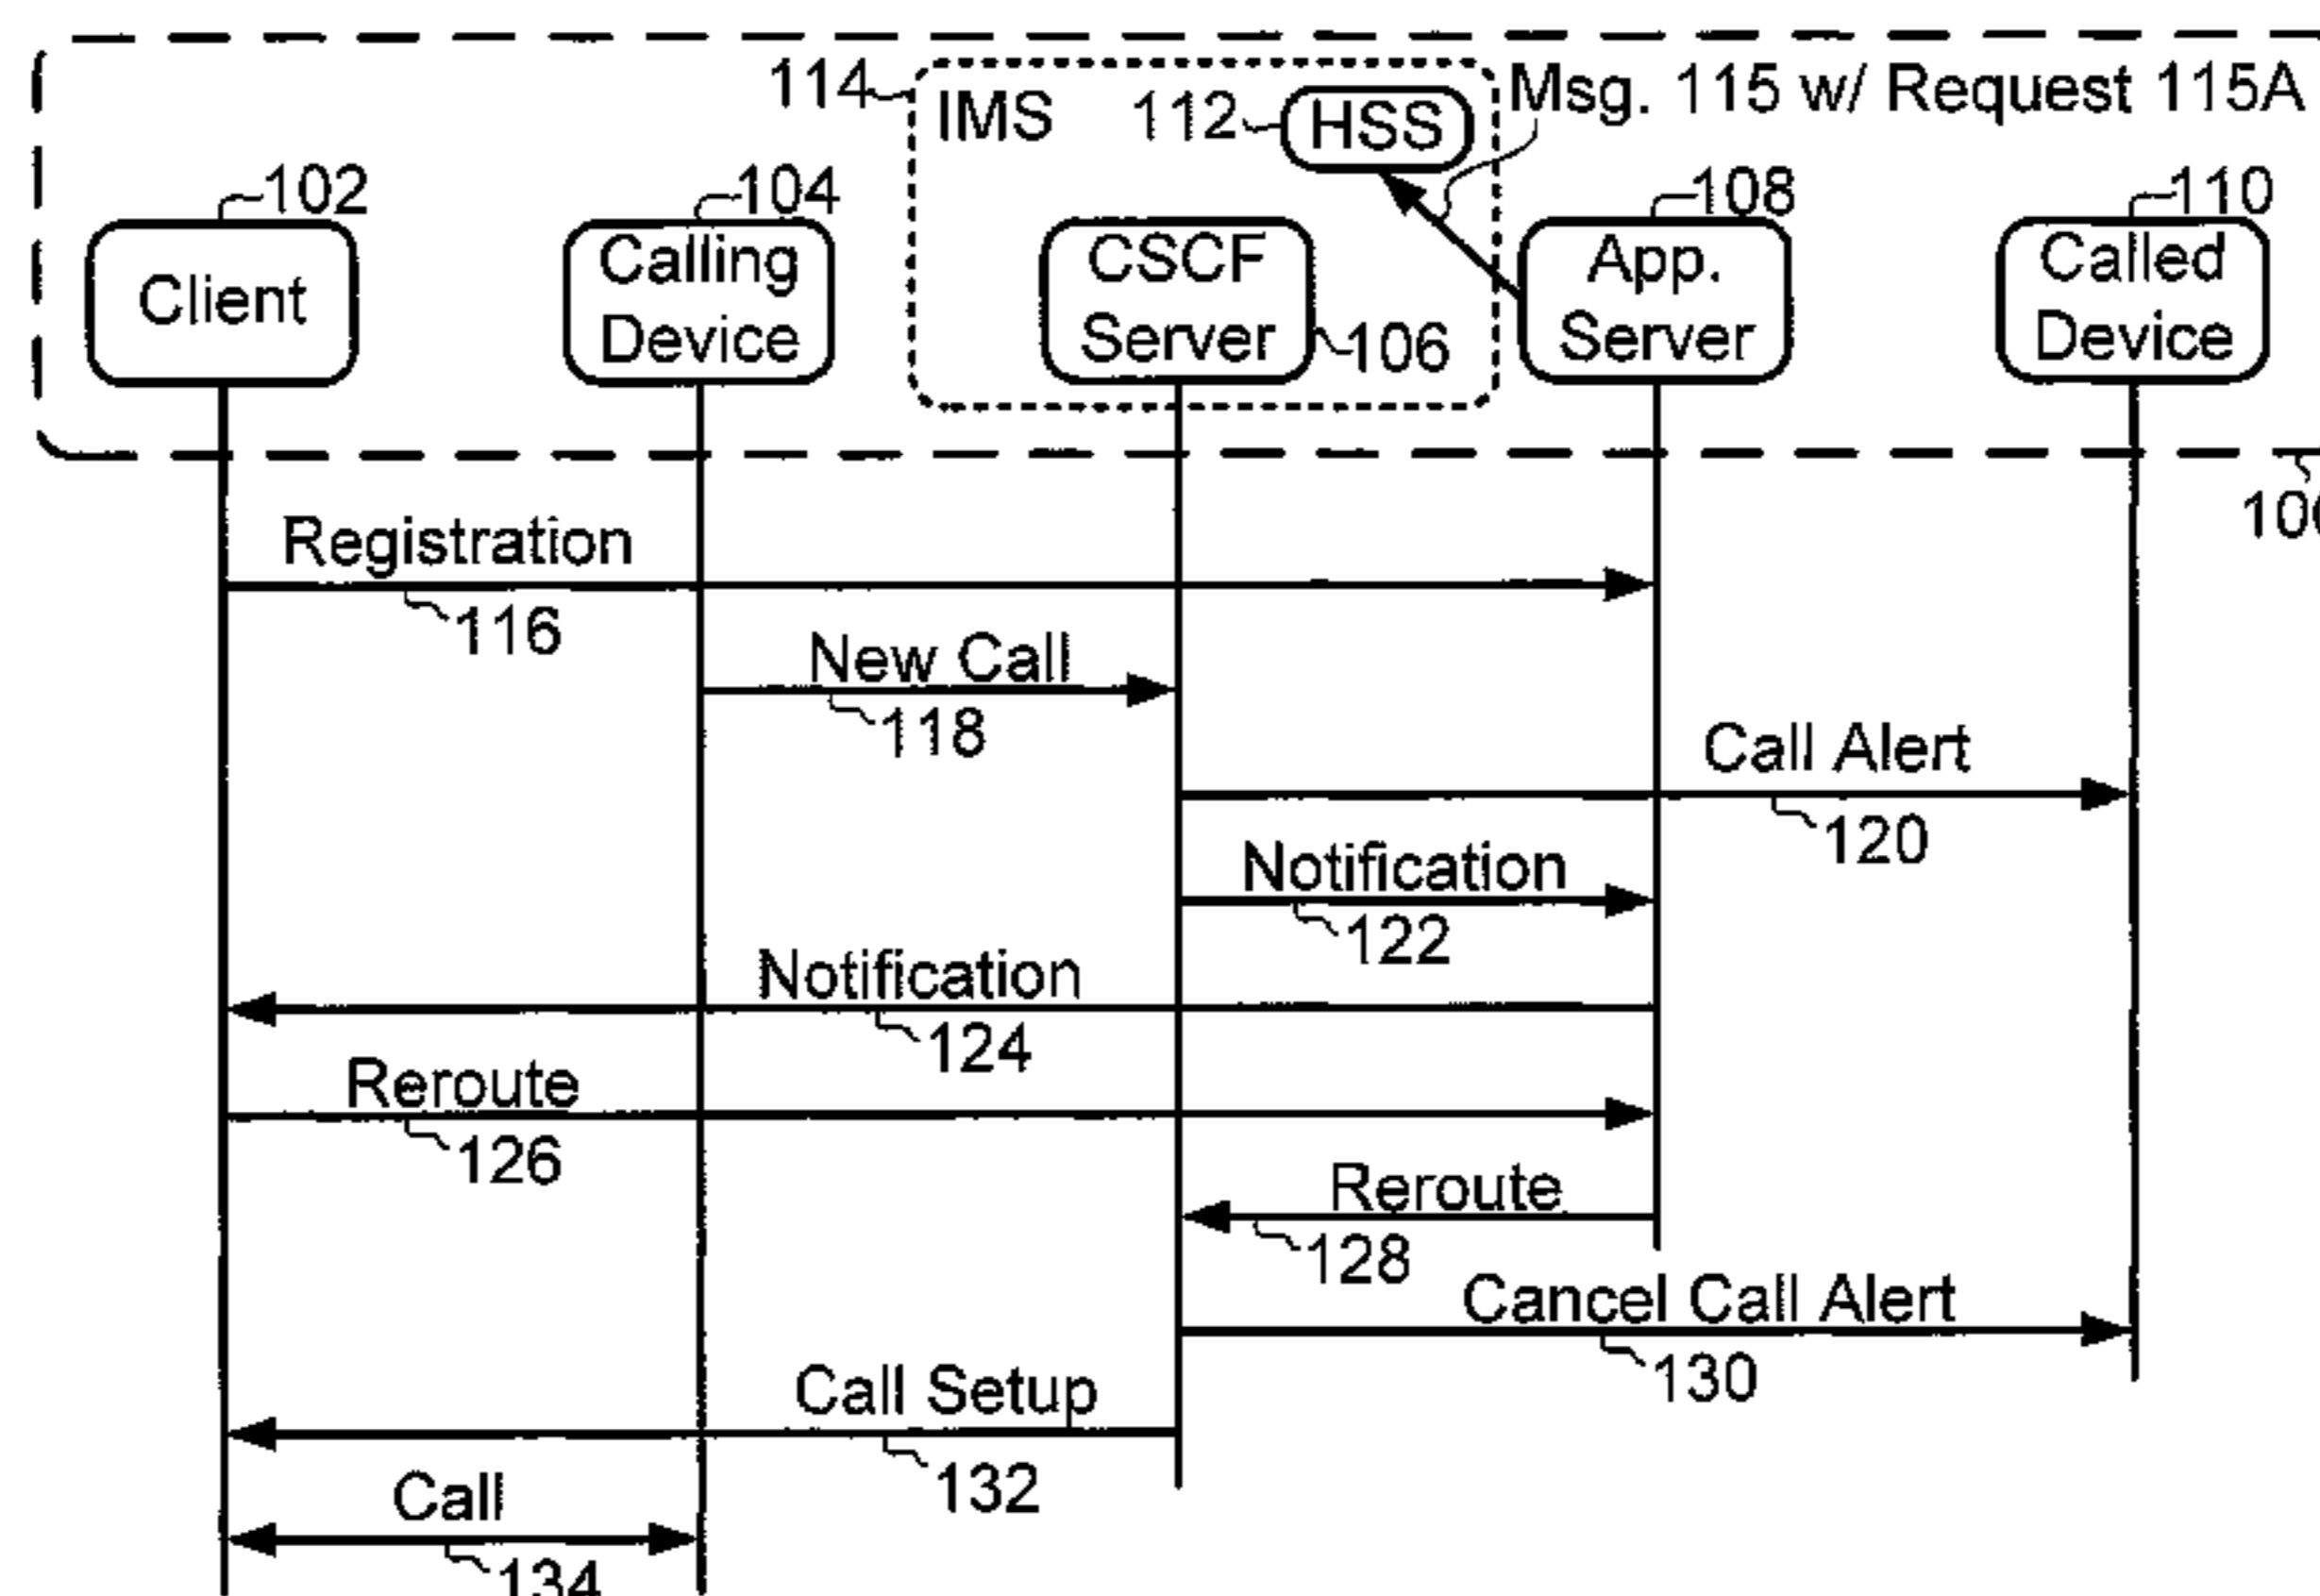 114
IMS
112
HSS
Msg. 115 w/ Request 115A
102
104
108
110
Client
Calling
Device
CSCF
Server
106
App.
Server
Called
Device
Registration
116
New Call
118
Call Alert
120
Notification
122
Notification
124
Reroute
126
Reroute
128
Cancel Call Alert
130
Call Setup
132
Call
134